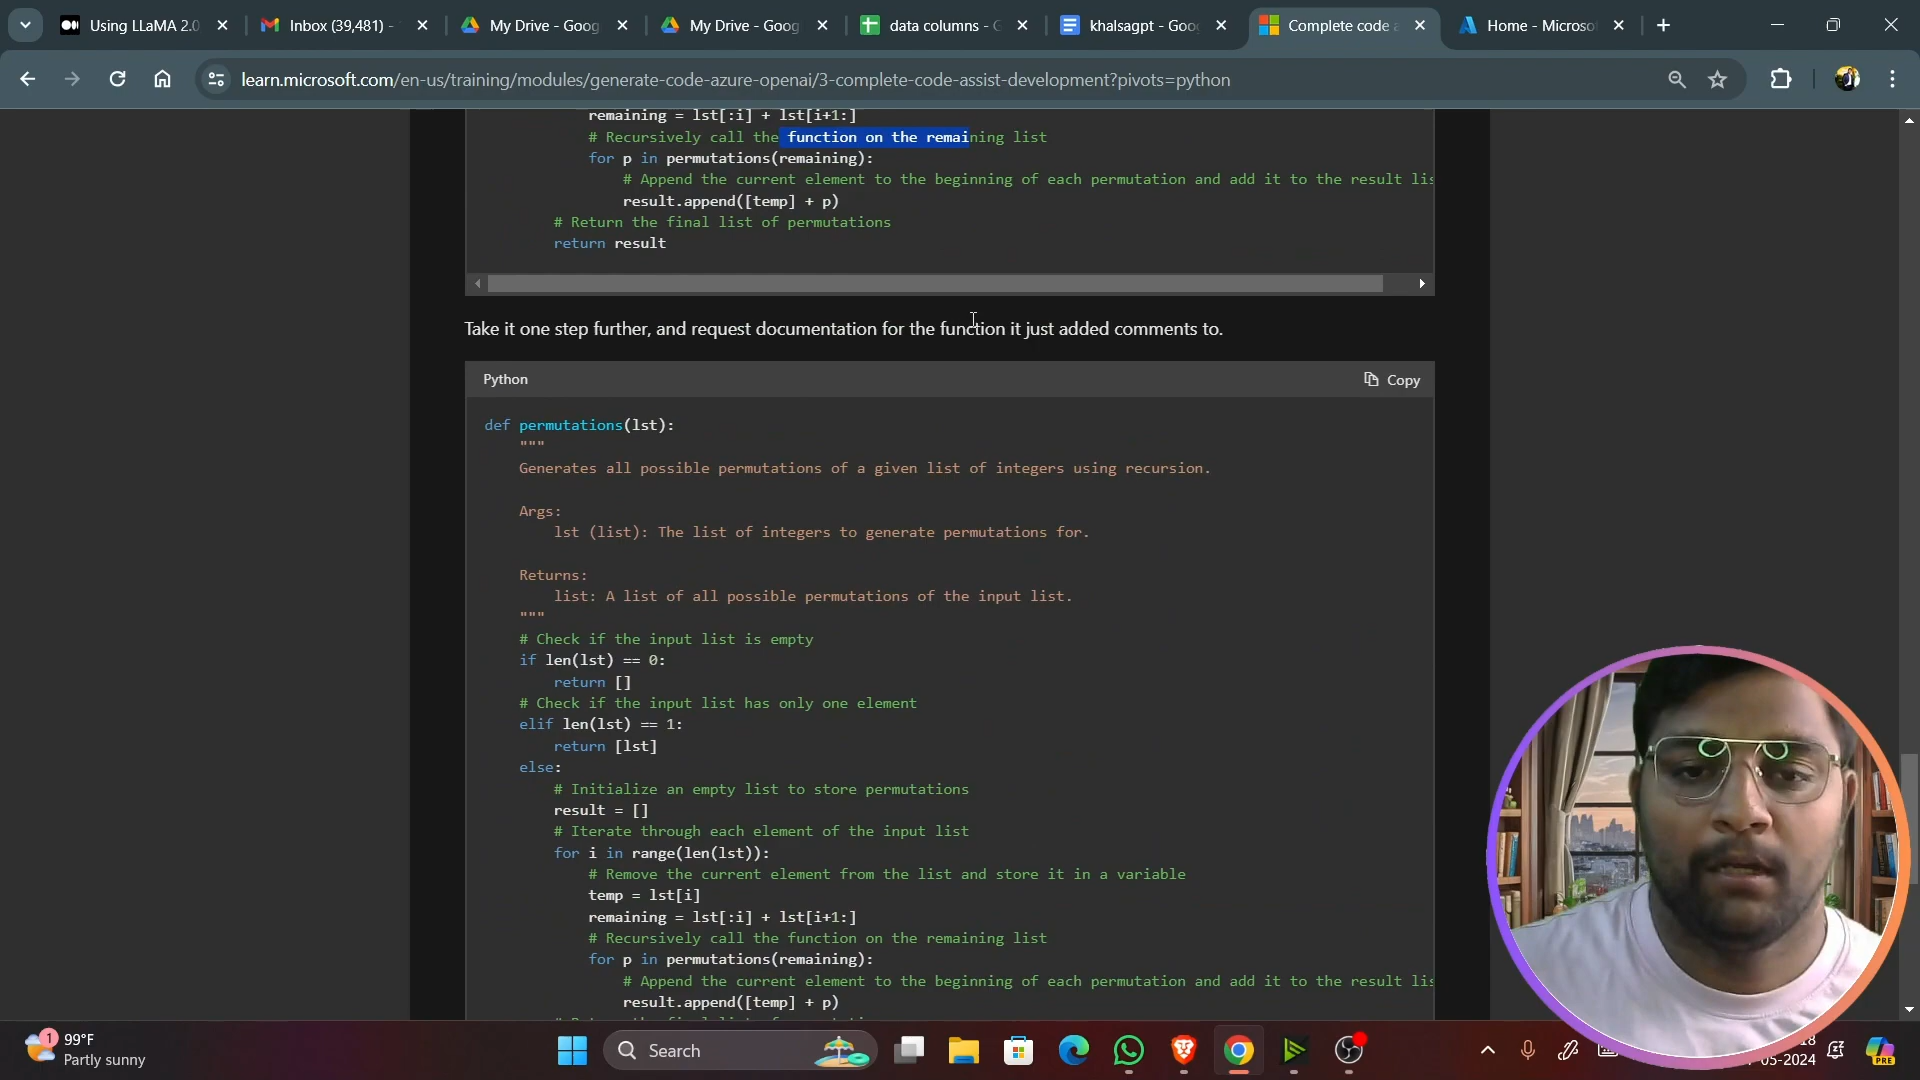 Using LLaMA 2.0
Inbox (39,481) -
My Drive - Goog
My Drive - Goog
data columns - G
khalsagpt - Goo
Complete code a
Home - Microso
learn.microsoft.com/en-us/training/modules/generate-code-azure-openai/3-complete-code-assist-development?pivots=python
remaining = lst[:i] + lst[i+1:]
# Recursively call the function on the remaining list
for p in permutations(remaining):
# Append the current element to the beginning of each permutation and add it to the result lis
result.append([temp] + p)
# Return the final list of permutations
return result
Take it one step further, and request documentation for the function it just added comments to.
Python
Copy
def permutations(lst):
"""
Generates all possible permutations of a given list of integers using recursion.
Args:
lst (list): The list of integers to generate permutations for.
Returns:
list: A list of all possible permutations of the input list.
"""
# Check if the input list is empty
if len(lst) == 0:
return []
# Check if the input list has only one element
elif len(lst) == 1:
return [lst]
else:
# Initialize an empty list to store permutations
result = []
# Iterate through each element of the input list
for i in range(len(lst)):
# Remove the current element from the list and store it in a variable
temp = lst[i]
remaining = lst[:i] + lst[i+1:]
# Recursively call the function on the remaining list
for p in permutations(remaining):
# Append the current element to the beginning of each permutation and add it to the result lis
result.append([temp] + p)
1
99°F
Partly sunny
Search
18
05-2024
PRE